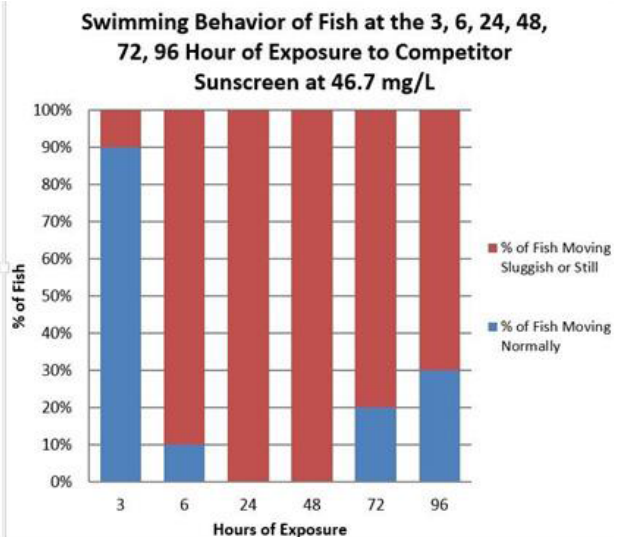 Swimming Behavior of Fish at the 3, 6, 24, 48,
72, 96 Hour of Exposure to Competitor
Sunscreen at 46.7 mg/L
100%
90%
80%
70%
60%
50%
40%
30%
20%
10%
0%
% of Fish
3 6 24 48 72 96
Hours of Exposure
% of Fish Moving
Sluggish or Still
% of Fish Moving
Normally